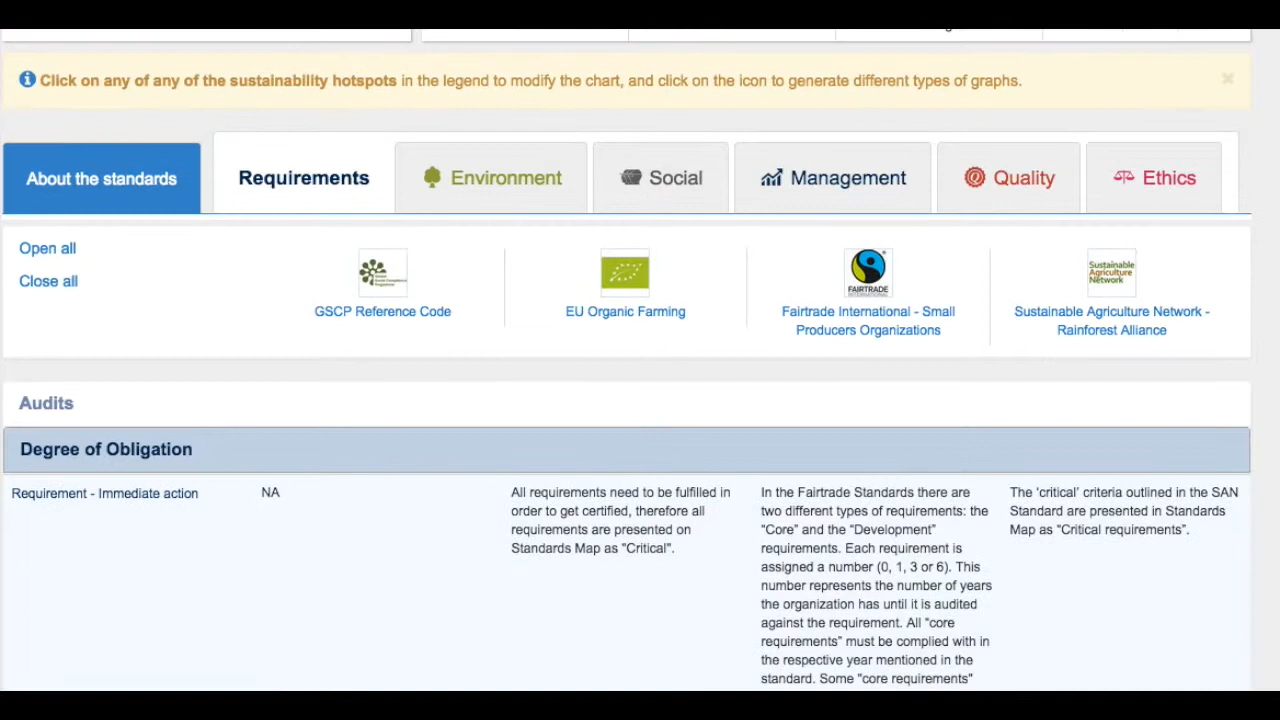 Click on any of any of the sustainability hotspots in the legend to modify the chart, and click on the icon to generate different types of graphs.
About the standards
Requirements
Environment
Social
Management
Quality
Ethics
Open all
Close all
GSCP Reference Code
EU Organic Farming
FAIRTRADE
INTERNATIONAL
Fairtrade International - Small
Producers Organizations
Sustainable
Agriculture
Network
Sustainable Agriculture Network -
Rainforest Alliance
Audits
Degree of Obligation
Requirement - Immediate action
NA
All requirements need to be fulfilled in
order to get certified, therefore all
requirements are presented on
Standards Map as "Critical".
In the Fairtrade Standards there are
two different types of requirements: the
"Core" and the "Development"
requirements. Each requirement is
assigned a number (0, 1, 3 or 6). This
number represents the number of years
the organization has until it is audited
against the requirement. All "core
requirements" must be complied with in
the respective year mentioned in the
standard. Some "core requirements"
The 'critical' criteria outlined in the SAN
Standard are presented in Standards
Map as "Critical requirements".